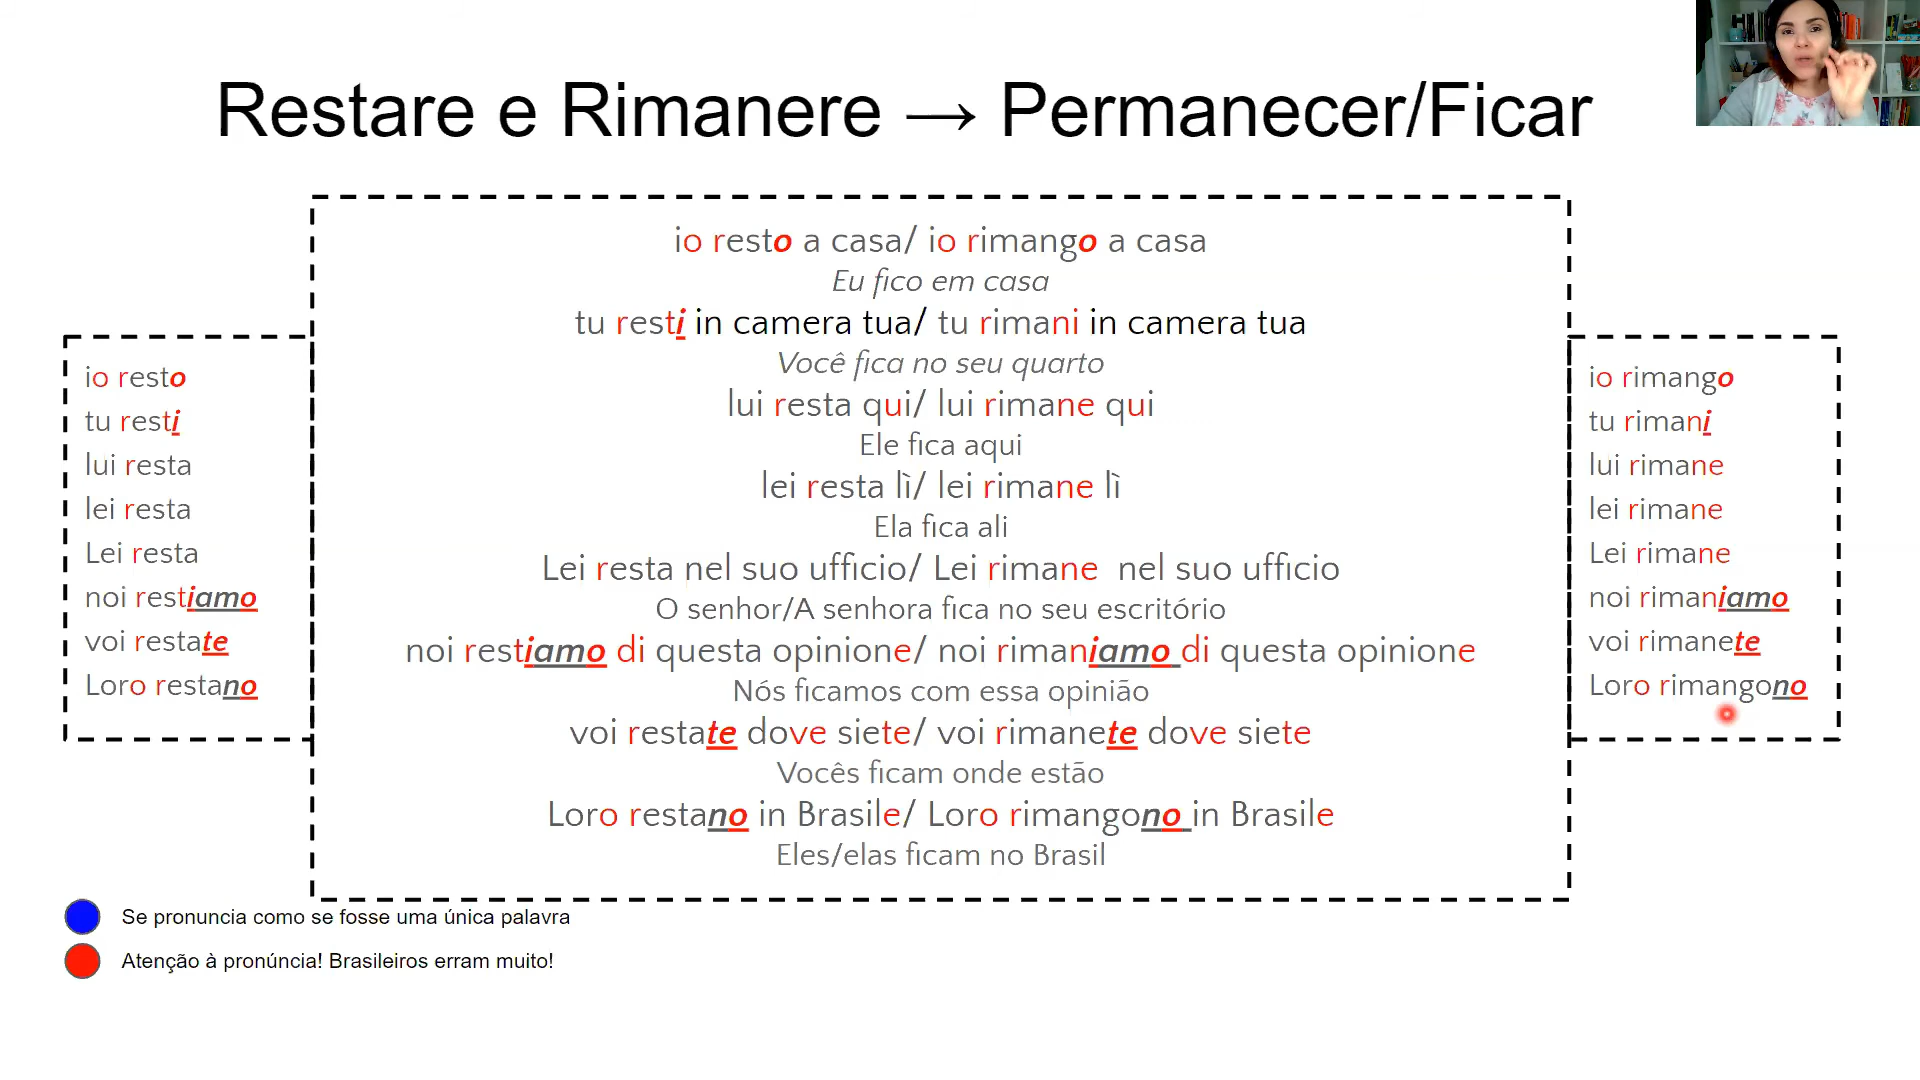 Restare e Rimanere → Permanecer/Ficar
io resto a casa/ io rimango a casa
Eu fico em casa
tu resti in camera tua/ tu rimani in camera tua
Você fica no seu quarto
lui resta qui/ lui rimane qui
Ele fica aqui
lei resta lì/ lei rimane lì
Ela fica ali
Lei resta nel suo ufficio/ Lei rimane nel suo ufficio
O senhor/A senhora fica no seu escritório
noi restiamo di questa opinione/ noi rimaniamo di questa opinione
Nós ficamos com essa opinião
voi restate dove siete/ voi rimanete dove siete
Vocês ficam onde estão
Loro restano in Brasile/ Loro rimangono in Brasile
Eles/elas ficam no Brasil
io resto
tu resti
lui resta
lei resta
Lei resta
noi restiamo
voi restate
Loro restano
io rimango
tu rimani
lui rimane
lei rimane
Lei rimane
noi rimaniamo
voi rimanete
Loro rimangono
Se pronuncia como se fosse uma única palavra
Atenção à pronúncia! Brasileiros erram muito!